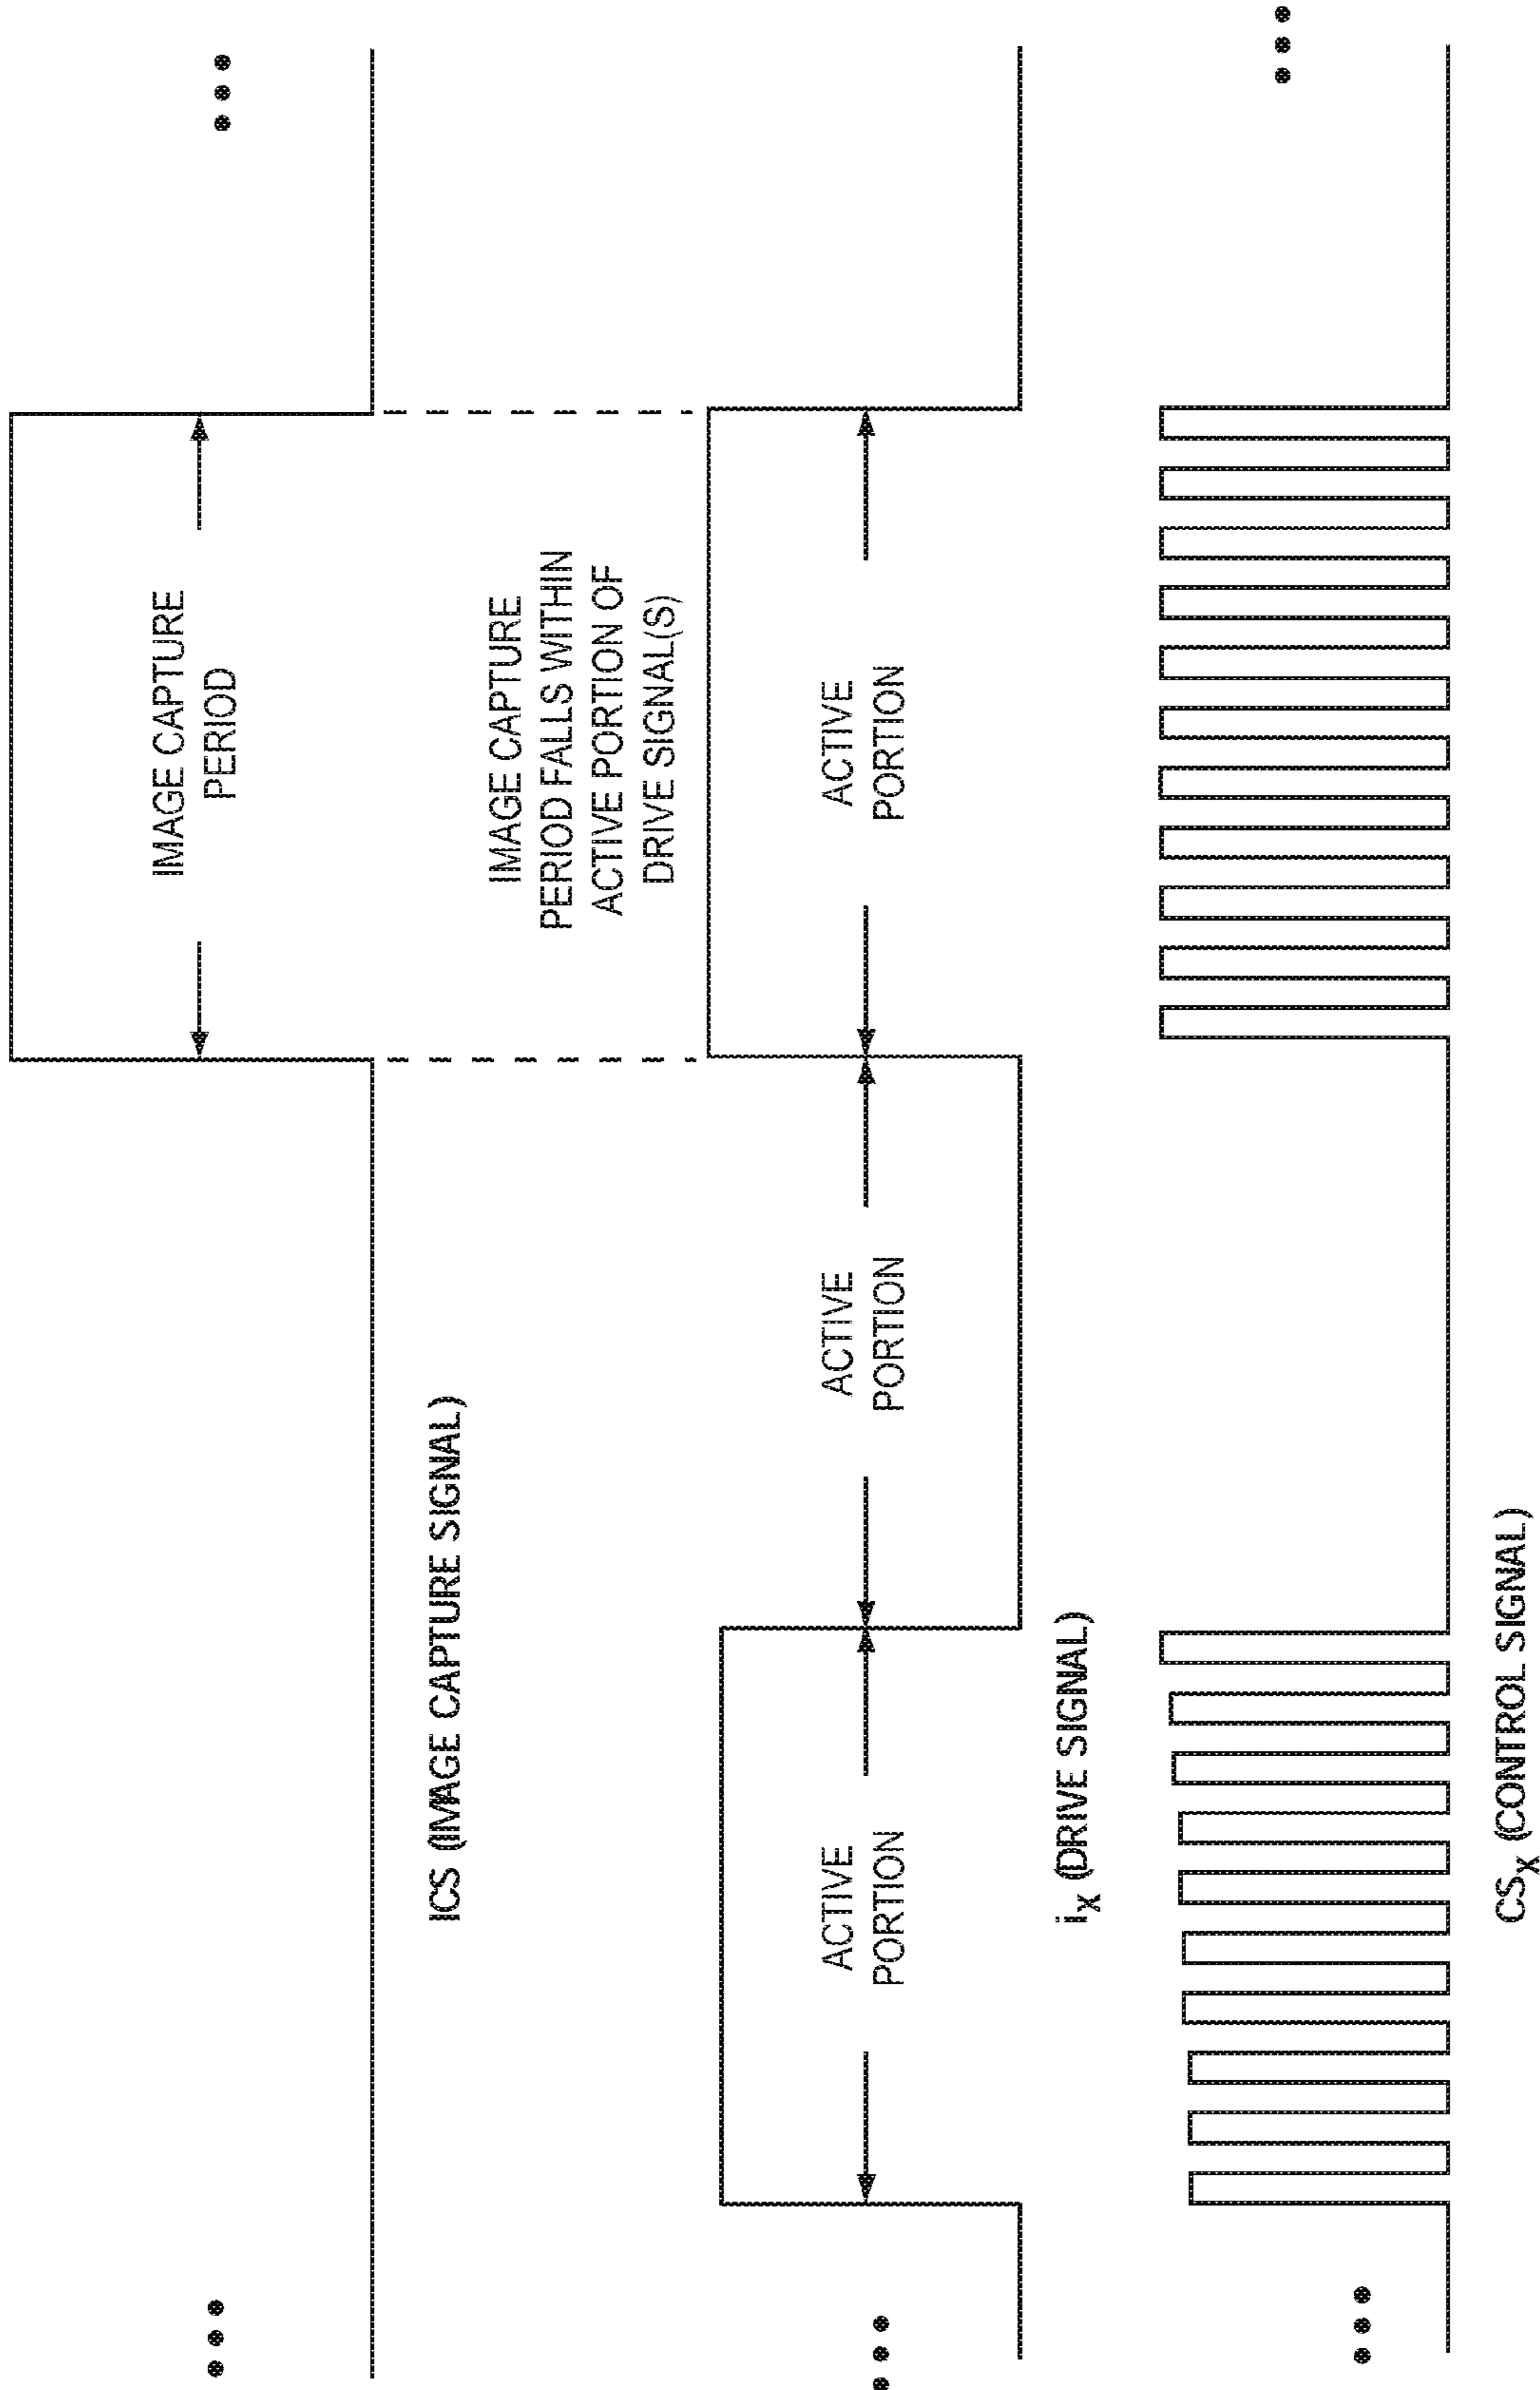 IMAGE CAPTURE
PERIOD
ICS (IMAGE CAPTURE SIGNAL)
IMAGE CAPTURE
PERIOD FALLS WITHIN
ACTIVE PORTION OF
DRIVE SIGNAL(S)
ACTIVE
PORTION
ACTIVE
PORTION
ACTIVE
PORTION
iX (DRIVE SIGNAL)
CSX (CONTROL SIGNAL)